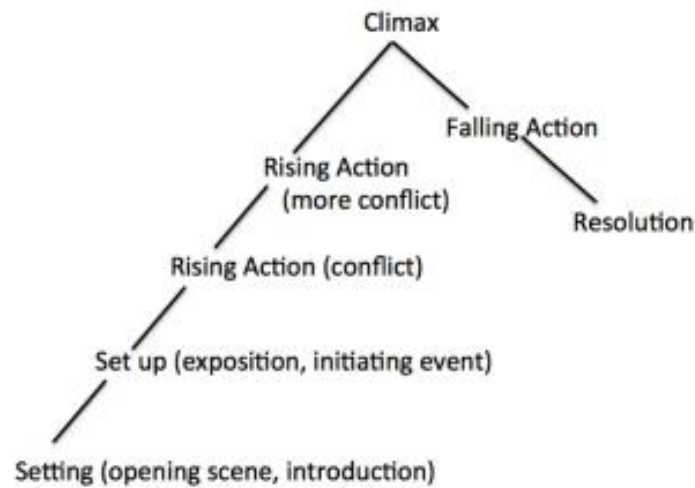 Climax
Falling Action
Rising Action
(more conflict)
Resolution
Rising Action (conflict)
Set up (exposition, initiating event)
Setting (opening scene, introduction)